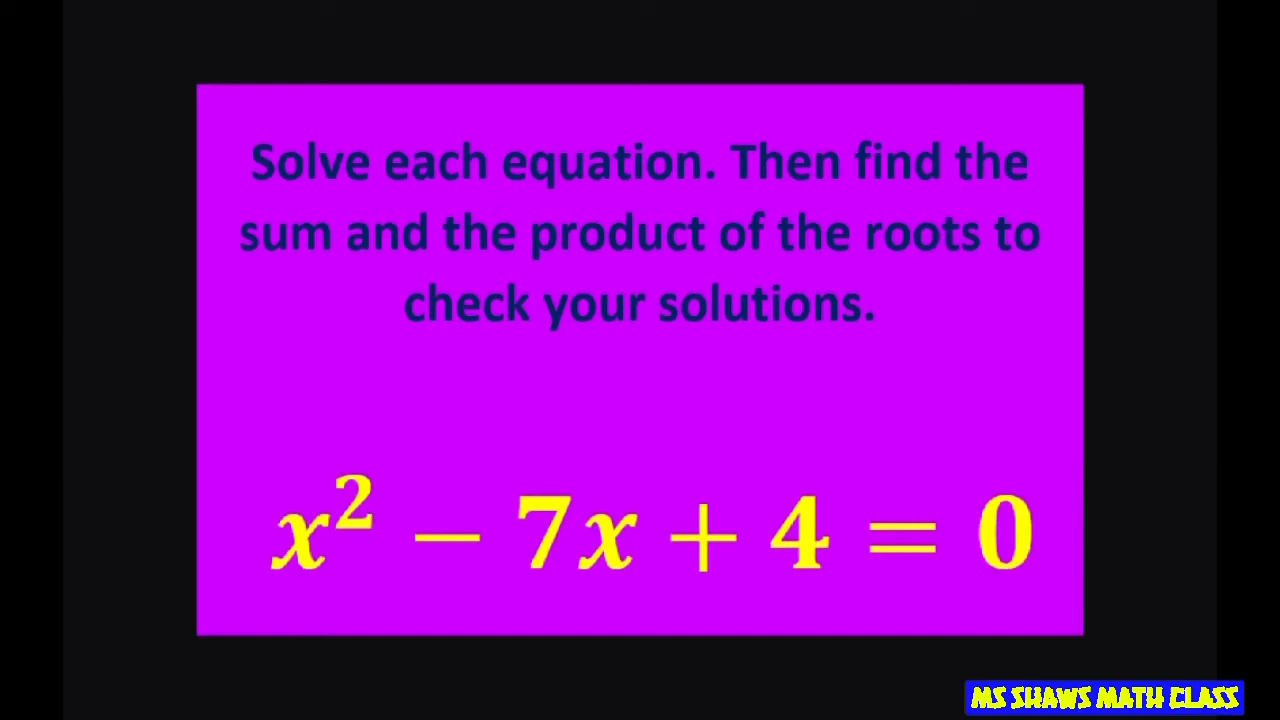 Solve each equation. Then find the
sum and the product of the roots to
check your solutions.
x² − 7x + 4 = 0
MS SHAWS MATH CLASS